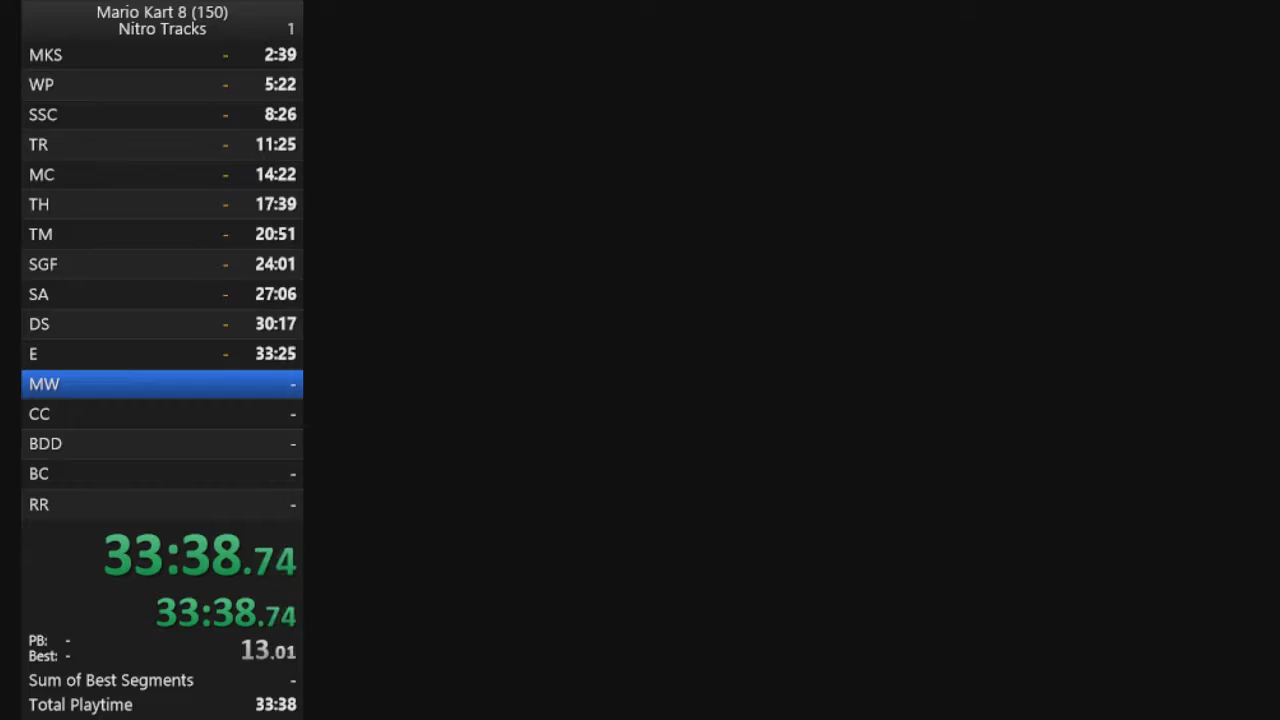 Mario Kart 8 (150)
Nitro Tracks 1
MKS - 2:39
WP - 5:22
SSC - 8:26
TR - 11:25
MC - 14:22
TH - 17:39
TM - 20:51
SGF - 24:01
SA - 27:06
DS - 30:17
E - 33:25
MW -
CC -
BDD -
BC -
RR -
33:38.74
33:38.74
PB: - 13.01
Best: -
Sum of Best Segments -
Total Playtime 33:38